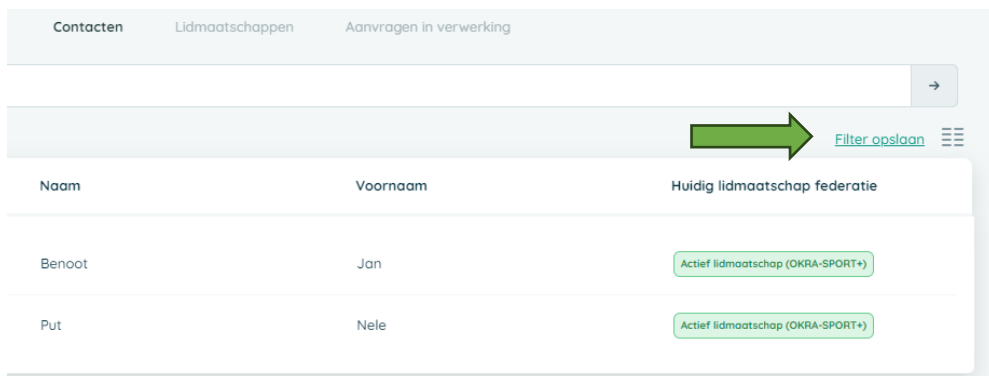 Contacten Lidmaatschappen Aanvragen in verwerking
Filter opslaan
Naam Voornaam Huidig lidmaatschap federatie
Benoot Jan Actief lidmaatschap (OKRA-SPORT+)
Put Nele Actief lidmaatschap (OKRA-SPORT+)